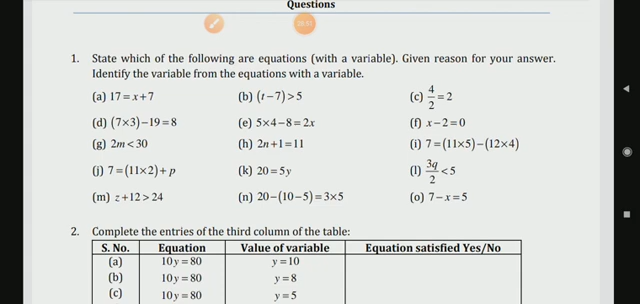 Questions
1. State which of the following are equations (with a variable). Given reason for your answer.
Identify the variable from the equations with a variable.
(a) 17=x+7 (b) (t−7)>5 (c) 4/2=2
(d) (7×3)−19=8 (e) 5×4−8=2x (f) x−2=0
(g) 2m<30 (h) 2n+1=11 (i) 7=(11×5)−(12×4)
(j) 7=(11×2)+p (k) 20=5y (l) 3q/2<5
(m) z+12>24 (n) 20−(10−5)=3×5 (o) 7−x=5
2. Complete the entries of the third column of the table:
S. No. Equation Value of variable Equation satisfied Yes/No
(a) 10y=80 y=10
(b) 10y=80 y=8
(c) 10y=80 y=5